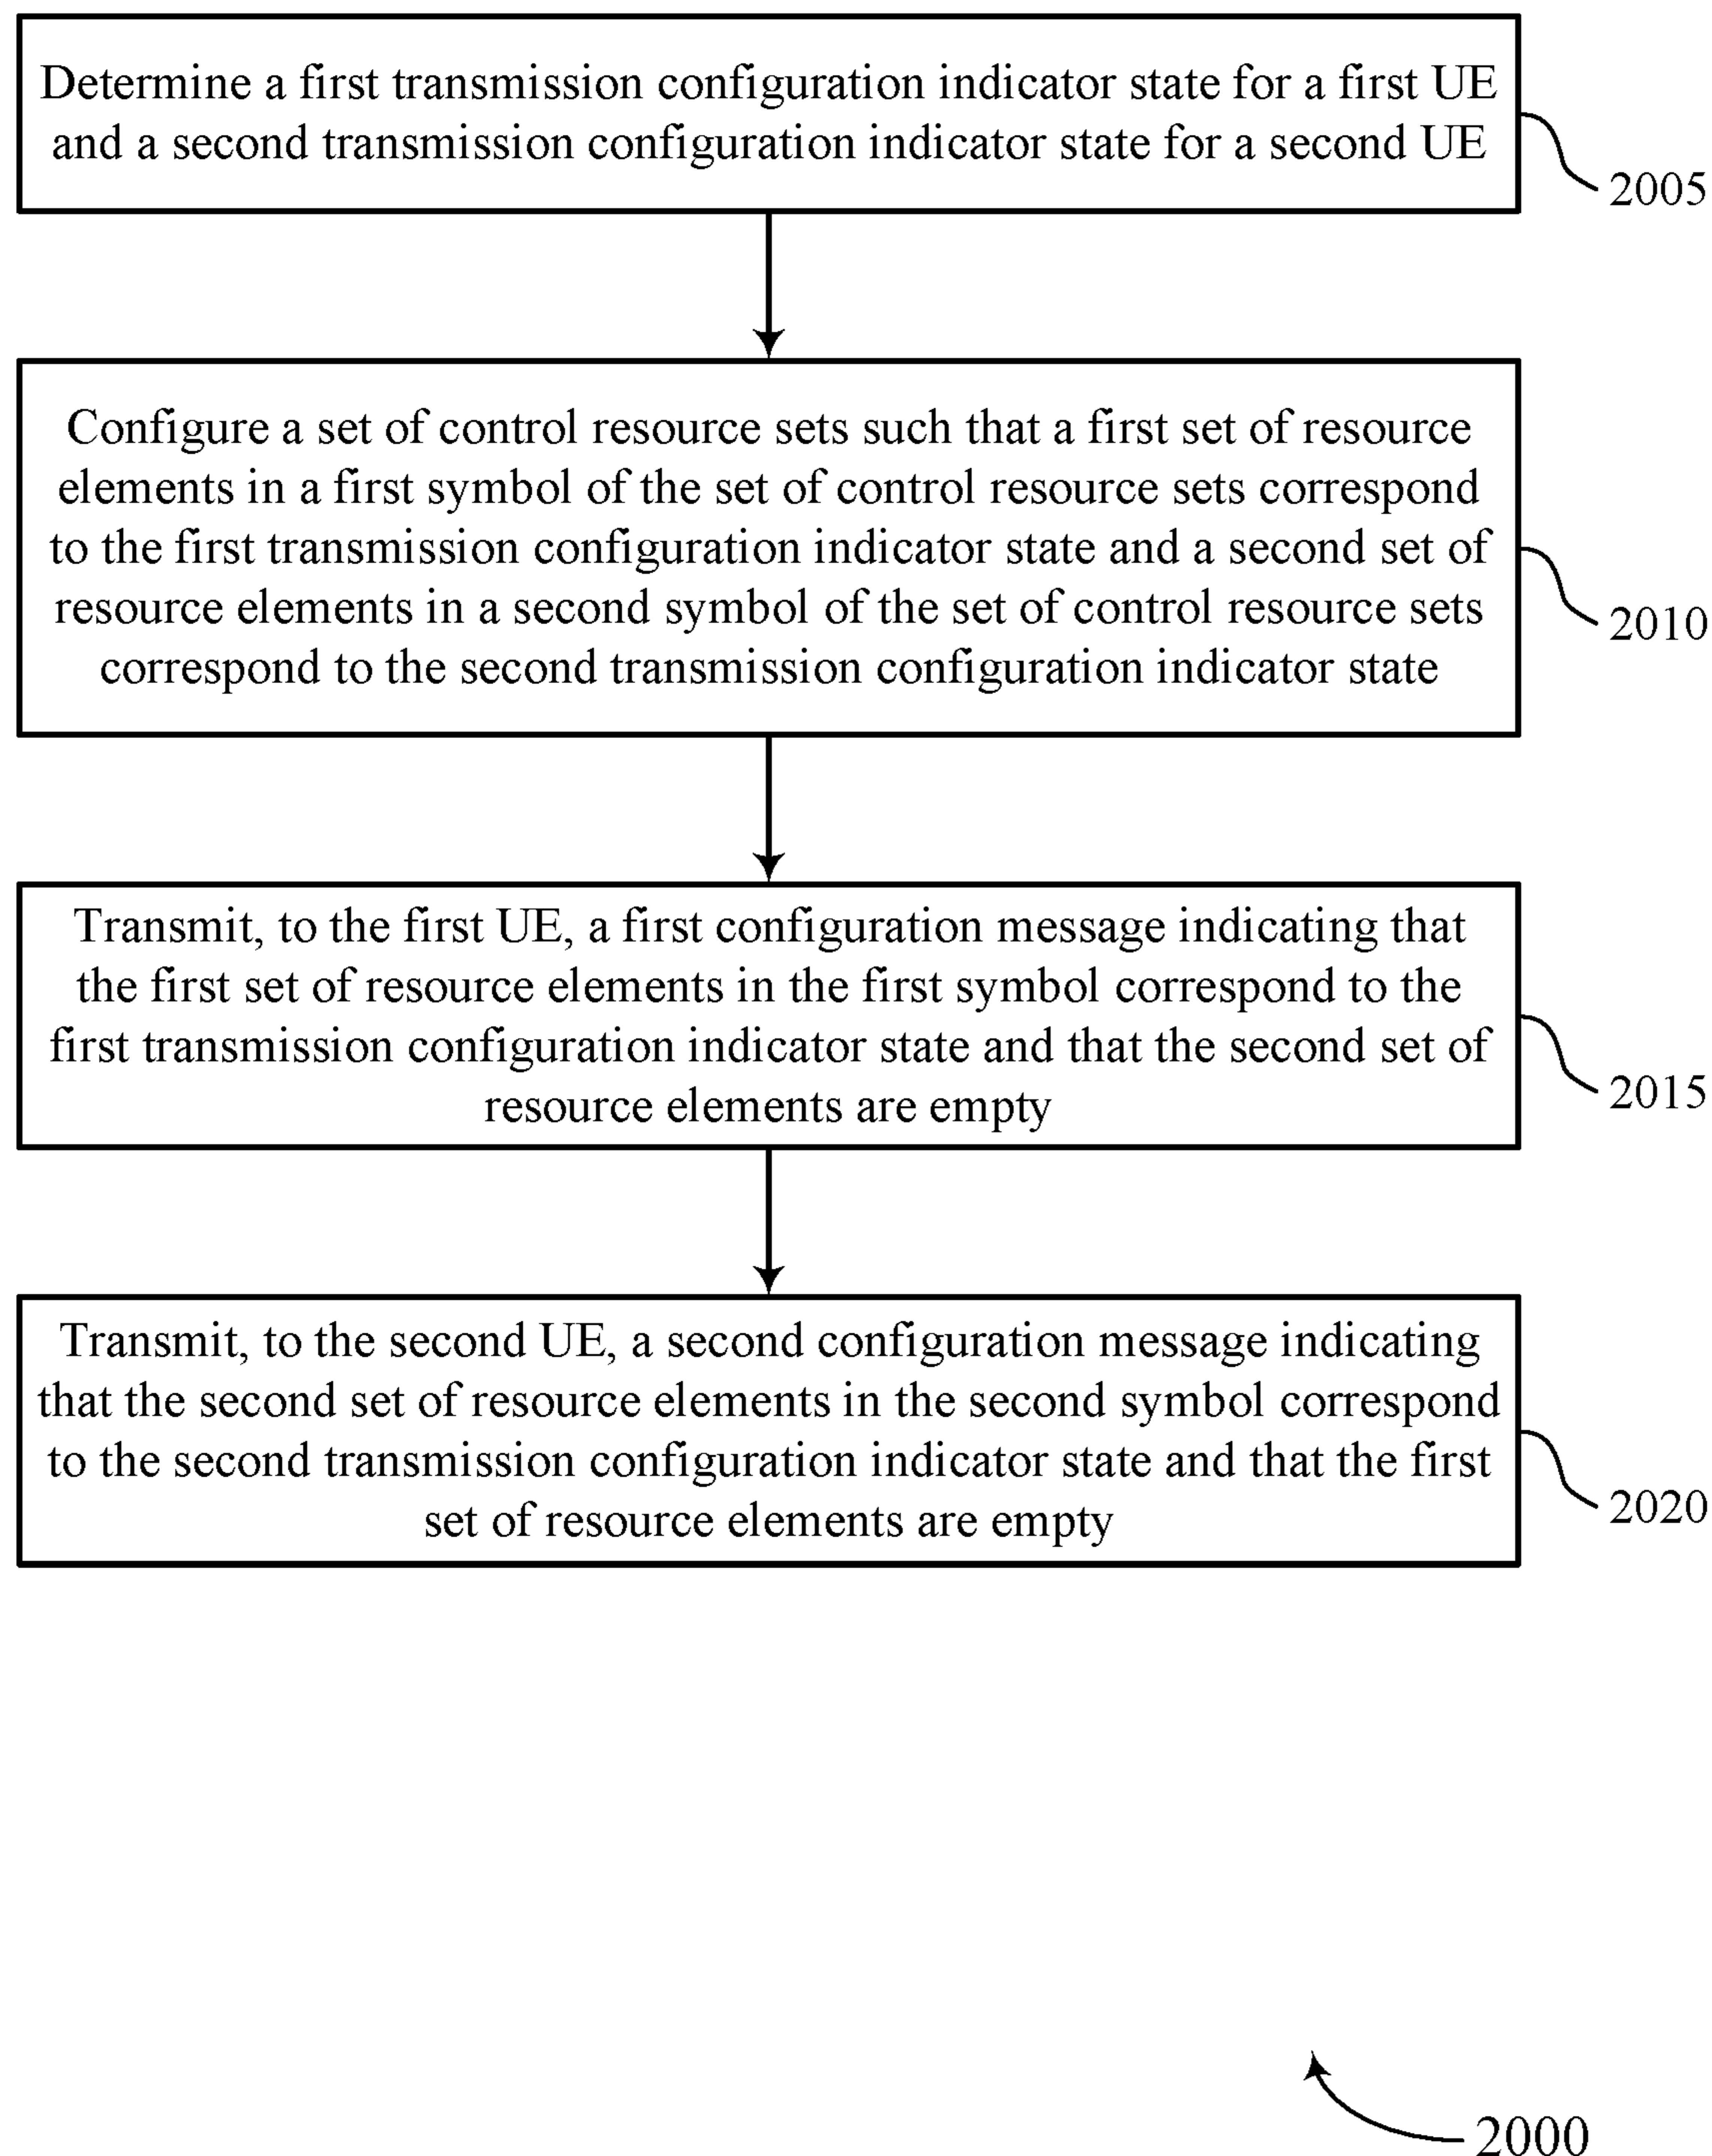 Determine a first transmission configuration indicator state for a first UE
and a second transmission configuration indicator state for a second UE
2005
Configure a set of control resource sets such that a first set of resource
elements in a first symbol of the set of control resource sets correspond
to the first transmission configuration indicator state and a second set of
resource elements in a second symbol of the set of control resource sets
correspond to the second transmission configuration indicator state
2010
Transmit, to the first UE, a first configuration message indicating that
the first set of resource elements in the first symbol correspond to the
first transmission configuration indicator state and that the second set of
resource elements are empty
2015
Transmit, to the second UE, a second configuration message indicating
that the second set of resource elements in the second symbol correspond
to the second transmission configuration indicator state and that the first
set of resource elements are empty
2020
2000